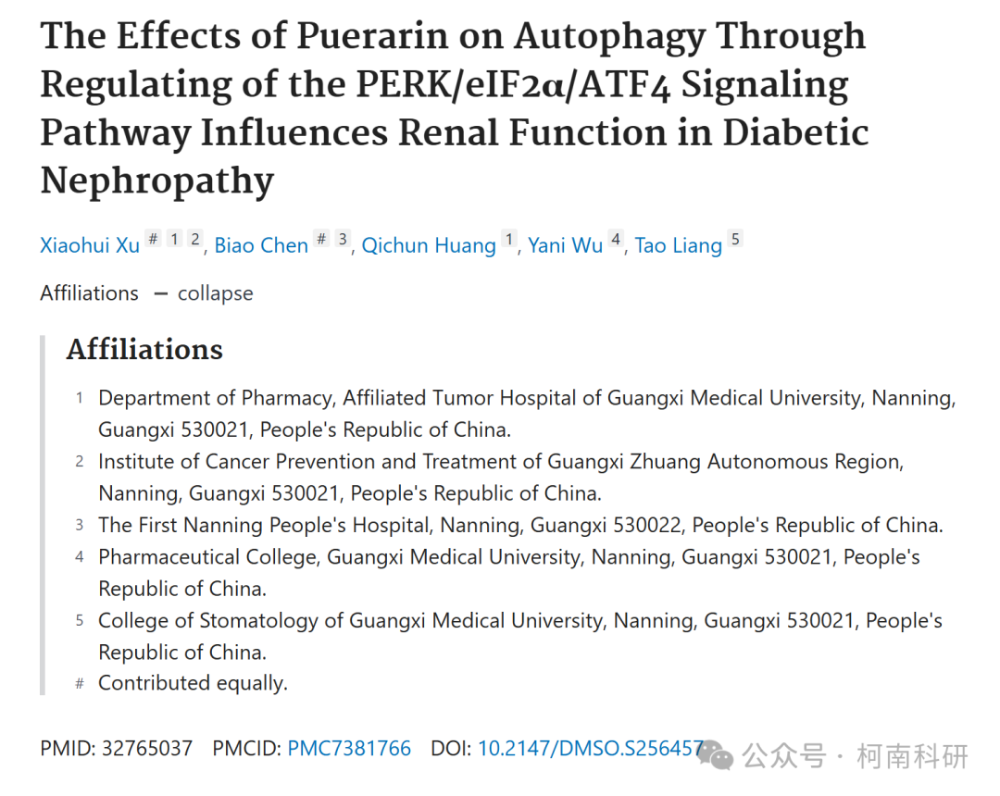 The Effects of Puerarin on Autophagy Through
Regulating of the PERK/eIF2α/ATF4 Signaling
Pathway Influences Renal Function in Diabetic
Nephropathy
Xiaohui Xu # 1 2, Biao Chen # 3, Qichun Huang 1, Yani Wu 4, Tao Liang 5
Affiliations — collapse
Affiliations
1 Department of Pharmacy, Affiliated Tumor Hospital of Guangxi Medical University, Nanning,
Guangxi 530021, People's Republic of China.
2 Institute of Cancer Prevention and Treatment of Guangxi Zhuang Autonomous Region,
Nanning, Guangxi 530021, People's Republic of China.
3 The First Nanning People's Hospital, Nanning, Guangxi 530022, People's Republic of China.
4 Pharmaceutical College, Guangxi Medical University, Nanning, Guangxi 530021, People's
Republic of China.
5 College of Stomatology of Guangxi Medical University, Nanning, Guangxi 530021, People's
Republic of China.
# Contributed equally.
PMID: 32765037 PMCID: PMC7381766 DOI: 10.2147/DMSO.S256457 公众号 · 柯南科研